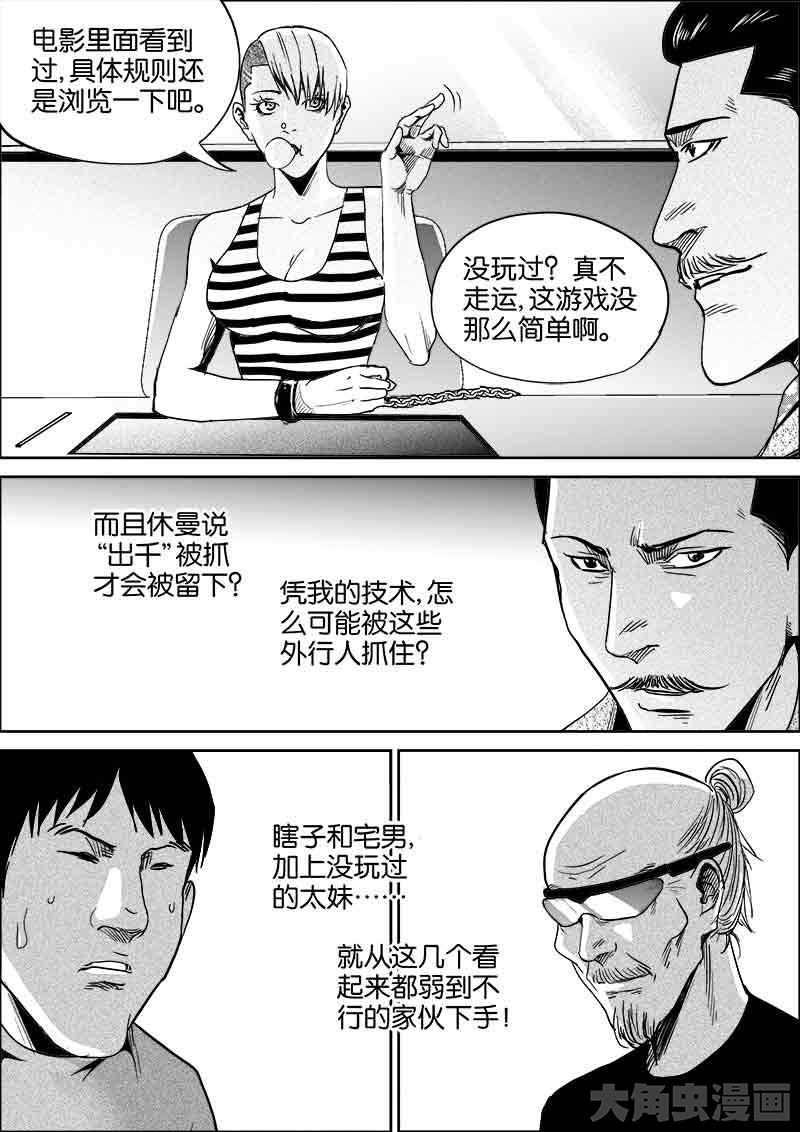 电影里面看到
过,具体规则还
是浏览一下吧。
没玩过?真不
走运,这游戏没
那么简单啊。
而且休曼说
“出千”被抓
才会被留下?
凭我的技术,怎
么可能被这些
外行人抓住?
瞎子和宅男,
加上没玩过
的太妹……
就从这几个看
起来都弱到不
行的家伙下手!
大角虫漫画